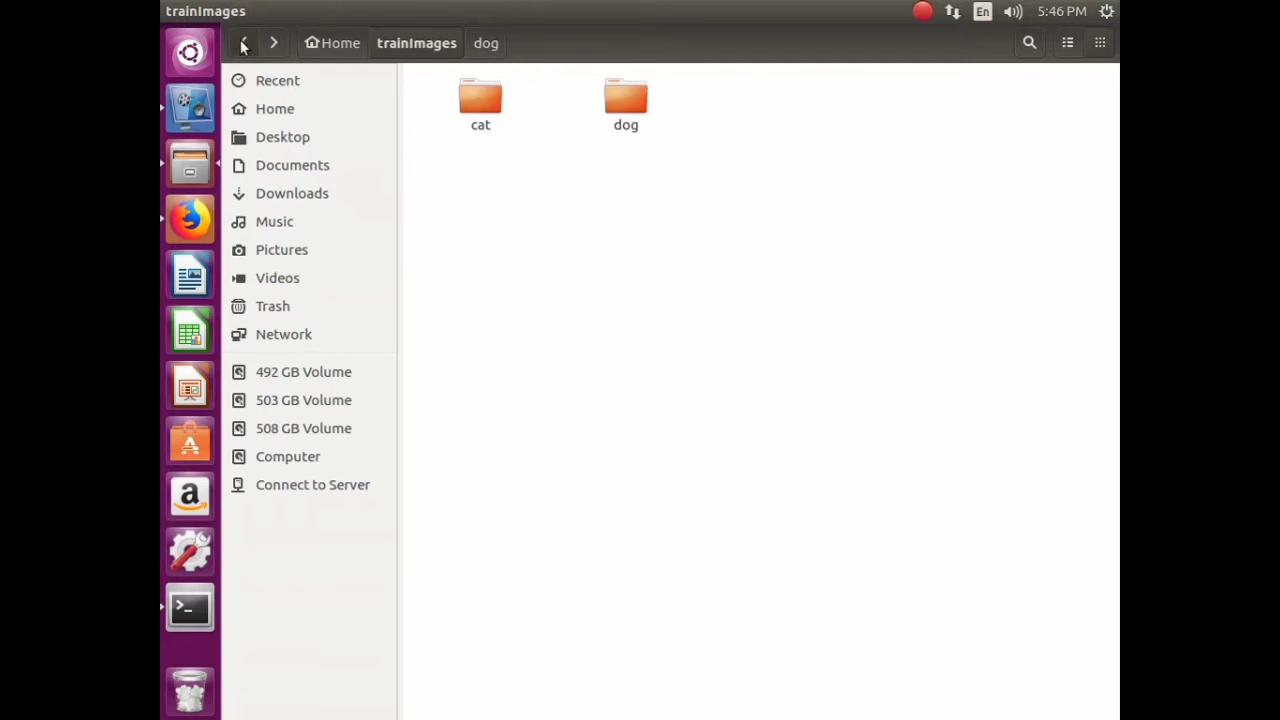 trainImages
En
5:46 PM
Home
trainImages
dog
Recent
Home
Desktop
Documents
Downloads
Music
Pictures
Videos
Trash
Network
492 GB Volume
503 GB Volume
508 GB Volume
Computer
Connect to Server
cat
dog